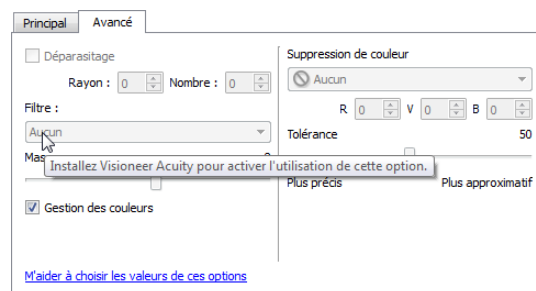 Principal
Avancé
Déparasitage
Rayon : 0 Nombre : 0
Filtre :
Aucun
Installez Visioneer Acuity pour activer l'utilisation de cette option.
Gestion des couleurs
M'aider à choisir les valeurs de ces options
Suppression de couleur
Aucun
R 0 V 0 B 0
Tolérance 50
Plus précis Plus approximatif